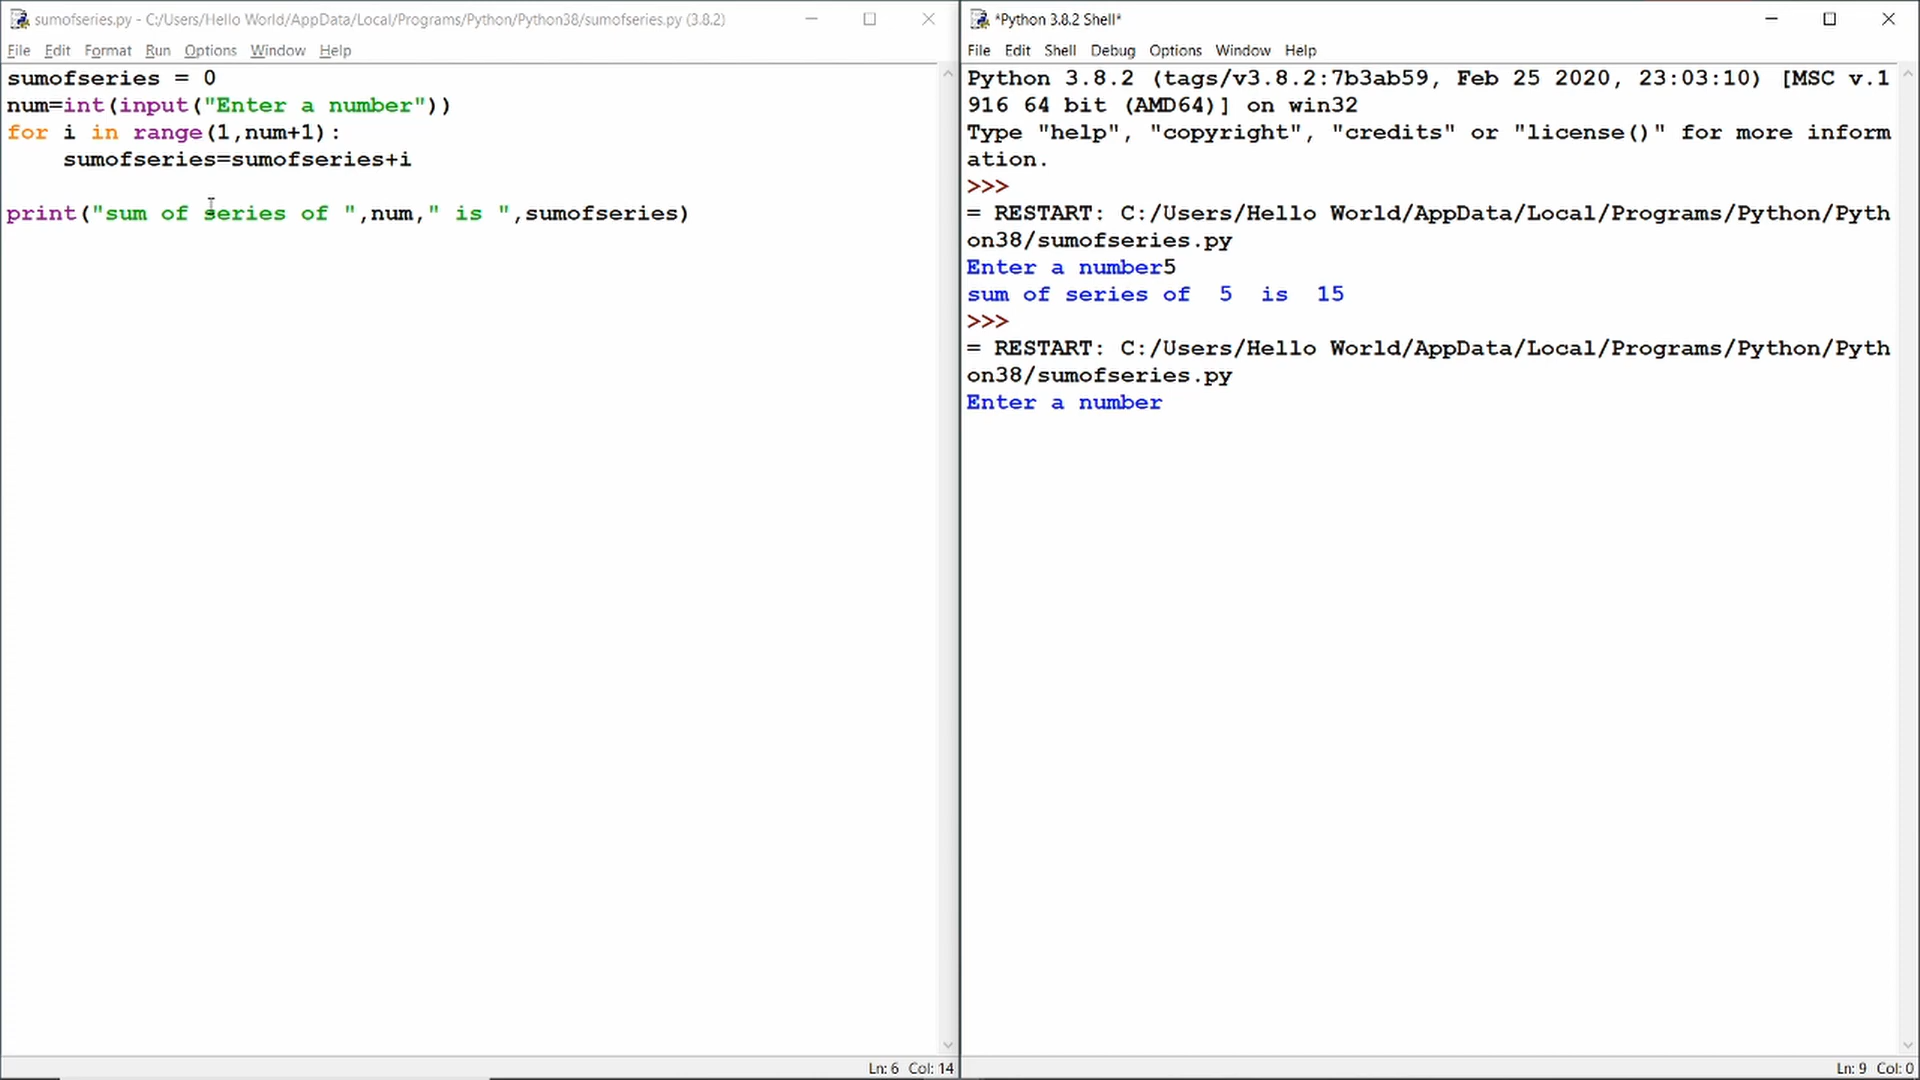 sumofseries.py - C:/Users/Hello World/AppData/Local/Programs/Python/Python38/sumofseries.py (3.8.2)
File Edit Format Run Options Window Help
sumofseries = 0
num=int(input("Enter a number"))
for i in range(1,num+1):
    sumofseries=sumofseries+i
print("sum of series of ",num," is ",sumofseries)
Ln: 6 Col: 14
*Python 3.8.2 Shell*
File Edit Shell Debug Options Window Help
Python 3.8.2 (tags/v3.8.2:7b3ab59, Feb 25 2020, 23:03:10) [MSC v.1
916 64 bit (AMD64)] on win32
Type "help", "copyright", "credits" or "license()" for more inform
ation.
>>>
= RESTART: C:/Users/Hello World/AppData/Local/Programs/Python/Pyth
on38/sumofseries.py
Enter a number5
sum of series of  5  is  15
>>>
= RESTART: C:/Users/Hello World/AppData/Local/Programs/Python/Pyth
on38/sumofseries.py
Enter a number
Ln: 9 Col: 0